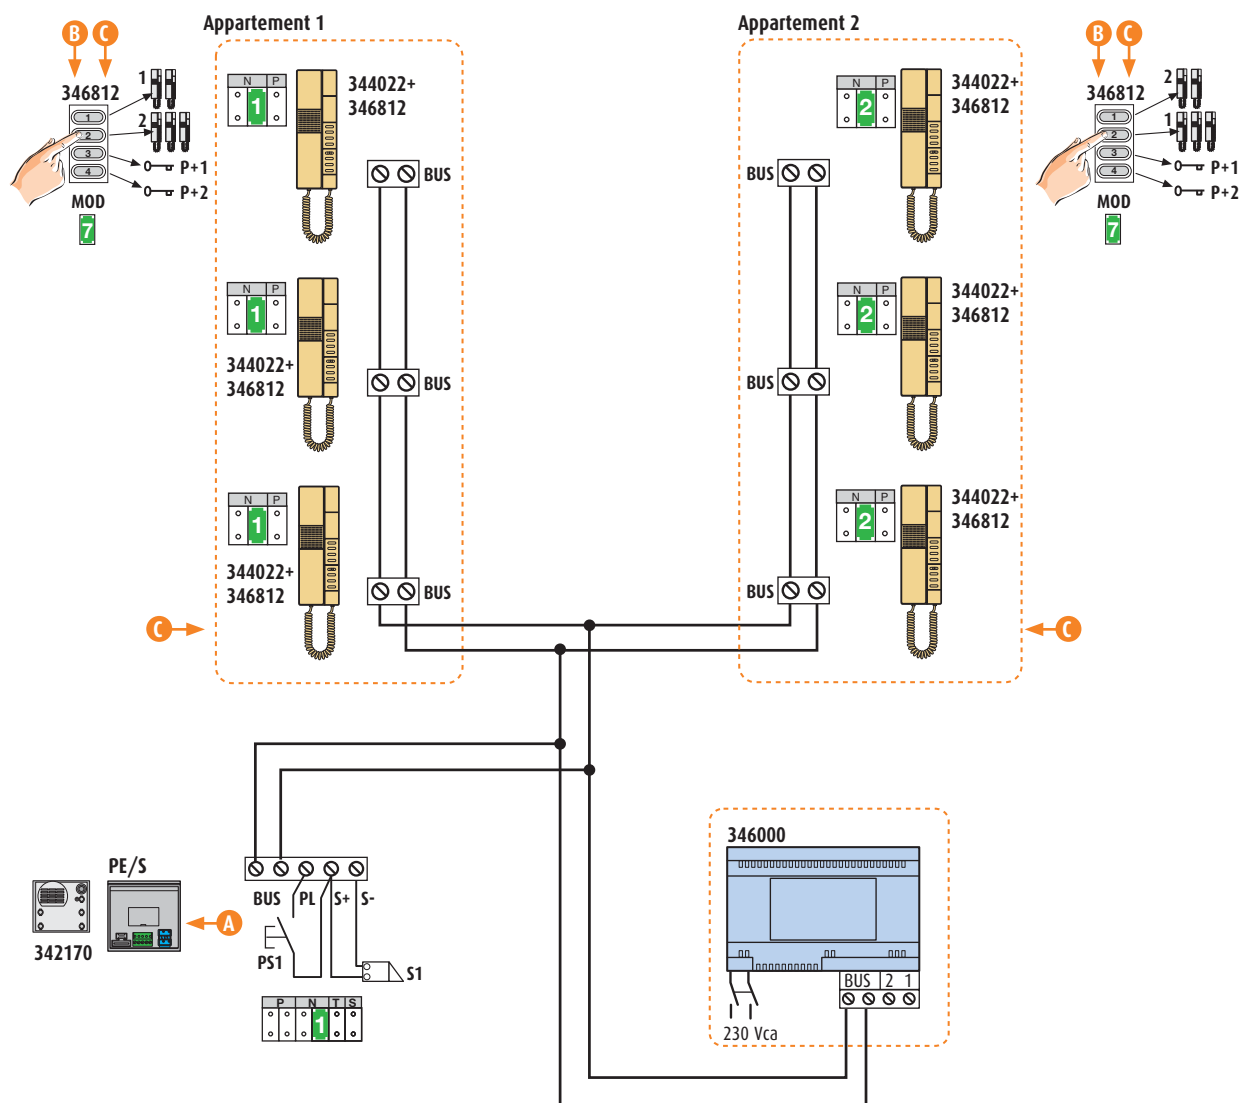 Appartement 1
Appartement 2
B C
346812
1
2
1
2
3
4
P+1
P+2
MOD
7
N P
1
344022+
346812
BUS
N P
1
344022+
346812
BUS
N P
1
344022+
346812
BUS
C
B C
346812
2
1
1
2
3
4
P+1
P+2
MOD
7
N P
2
344022+
346812
BUS
N P
2
344022+
346812
BUS
N P
2
344022+
346812
BUS
C
PE/S
342170
A
BUS PL S+ S-
PS1
S1
P N T S
1
346000
BUS 2 1
230 Vca